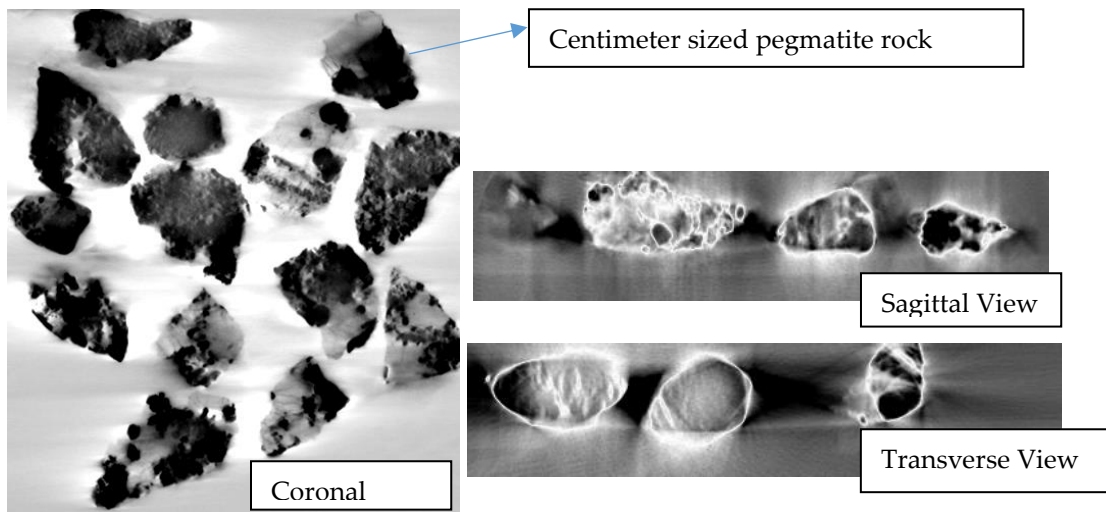 Centimeter sized pegmatite rock
Sagittal View
Transverse View
Coronal